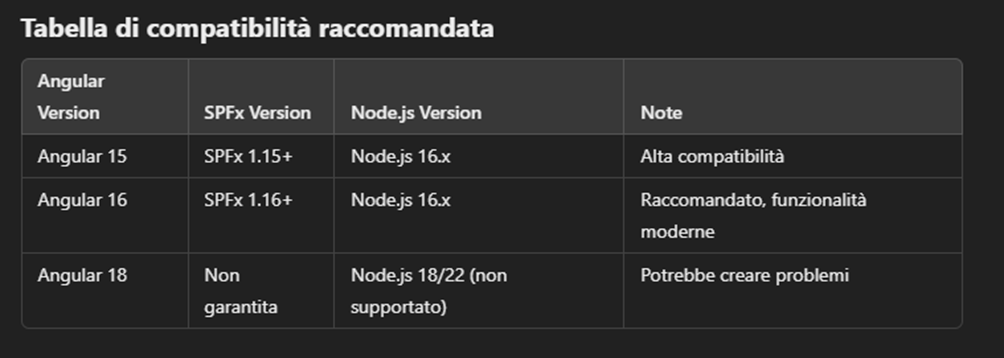 Tabella di compatibilità raccomandata
Angular
Version
SPFx Version
Node.js Version
Note
Angular 15
SPFx 1.15+
Node.js 16.x
Alta compatibilità
Angular 16
SPFx 1.16+
Node.js 16.x
Raccomandato, funzionalità
moderne
Angular 18
Non
garantita
Node.js 18/22 (non
supportato)
Potrebbe creare problemi